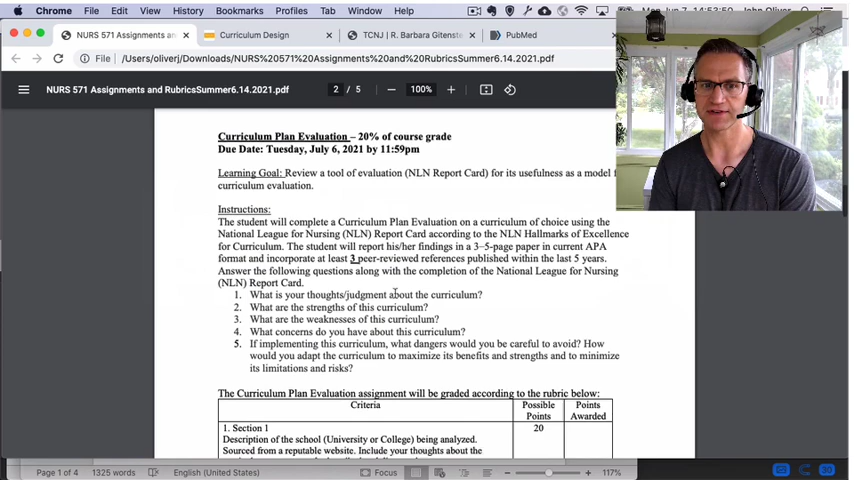 Chrome File Edit View History Bookmarks Profiles Tab Window Help Mon Jun 7 14:53:50 John Oliver
NURS 571 Assignments an
Curriculum Design
TCNJ | R. Barbara Gitenste
PubMed
File /Users/oliverj/Downloads/NURS%20571%20Assignments%20and%20RubricsSummer6.14.2021.pdf
NURS 571 Assignments and RubricsSummer6.14.2021.pdf 2 / 5 100%
Curriculum Plan Evaluation – 20% of course grade
Due Date: Tuesday, July 6, 2021 by 11:59pm
Learning Goal: Review a tool of evaluation (NLN Report Card) for its usefulness as a model
curriculum evaluation.
Instructions:
The student will complete a Curriculum Plan Evaluation on a curriculum of choice using the
National League for Nursing (NLN) Report Card according to the NLN Hallmarks of Excellence
for Curriculum. The student will report his/her findings in a 3–5-page paper in current APA
format and incorporate at least 3 peer-reviewed references published within the last 5 years.
Answer the following questions along with the completion of the National League for Nursing
(NLN) Report Card.
1. What is your thoughts/judgment about the curriculum?
2. What are the strengths of this curriculum?
3. What are the weaknesses of this curriculum?
4. What concerns do you have about this curriculum?
5. If implementing this curriculum, what dangers would you be careful to avoid? How
would you adapt the curriculum to maximize its benefits and strengths and to minimize
its limitations and risks?
The Curriculum Plan Evaluation assignment will be graded according to the rubric below:
Criteria Possible Points Points Awarded
1. Section 1 20
Description of the school (University or College) being analyzed.
Sourced from a reputable website. Include your thoughts about the
Page 1 of 4 1325 words English (United States) Focus 117%